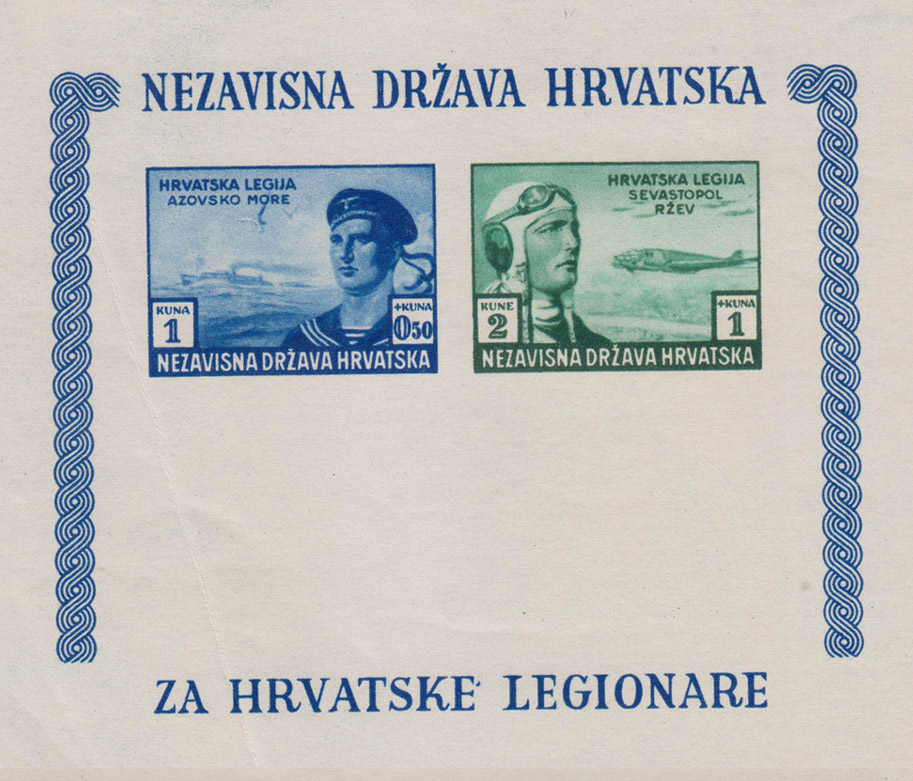 NEZAVISNA DRŽAVA HRVATSKA
HRVATSKA LEGIJA
AZOVSKO MORE
KUNA
1
+KUNA
0.50
NEZAVISNA DRŽAVA HRVATSKA
HRVATSKA LEGIJA
SEVASTOPOL
RŽEV
KUNE
2
+KUNA
1
NEZAVISNA DRŽAVA HRVATSKA
ZA HRVATSKE LEGIONARE